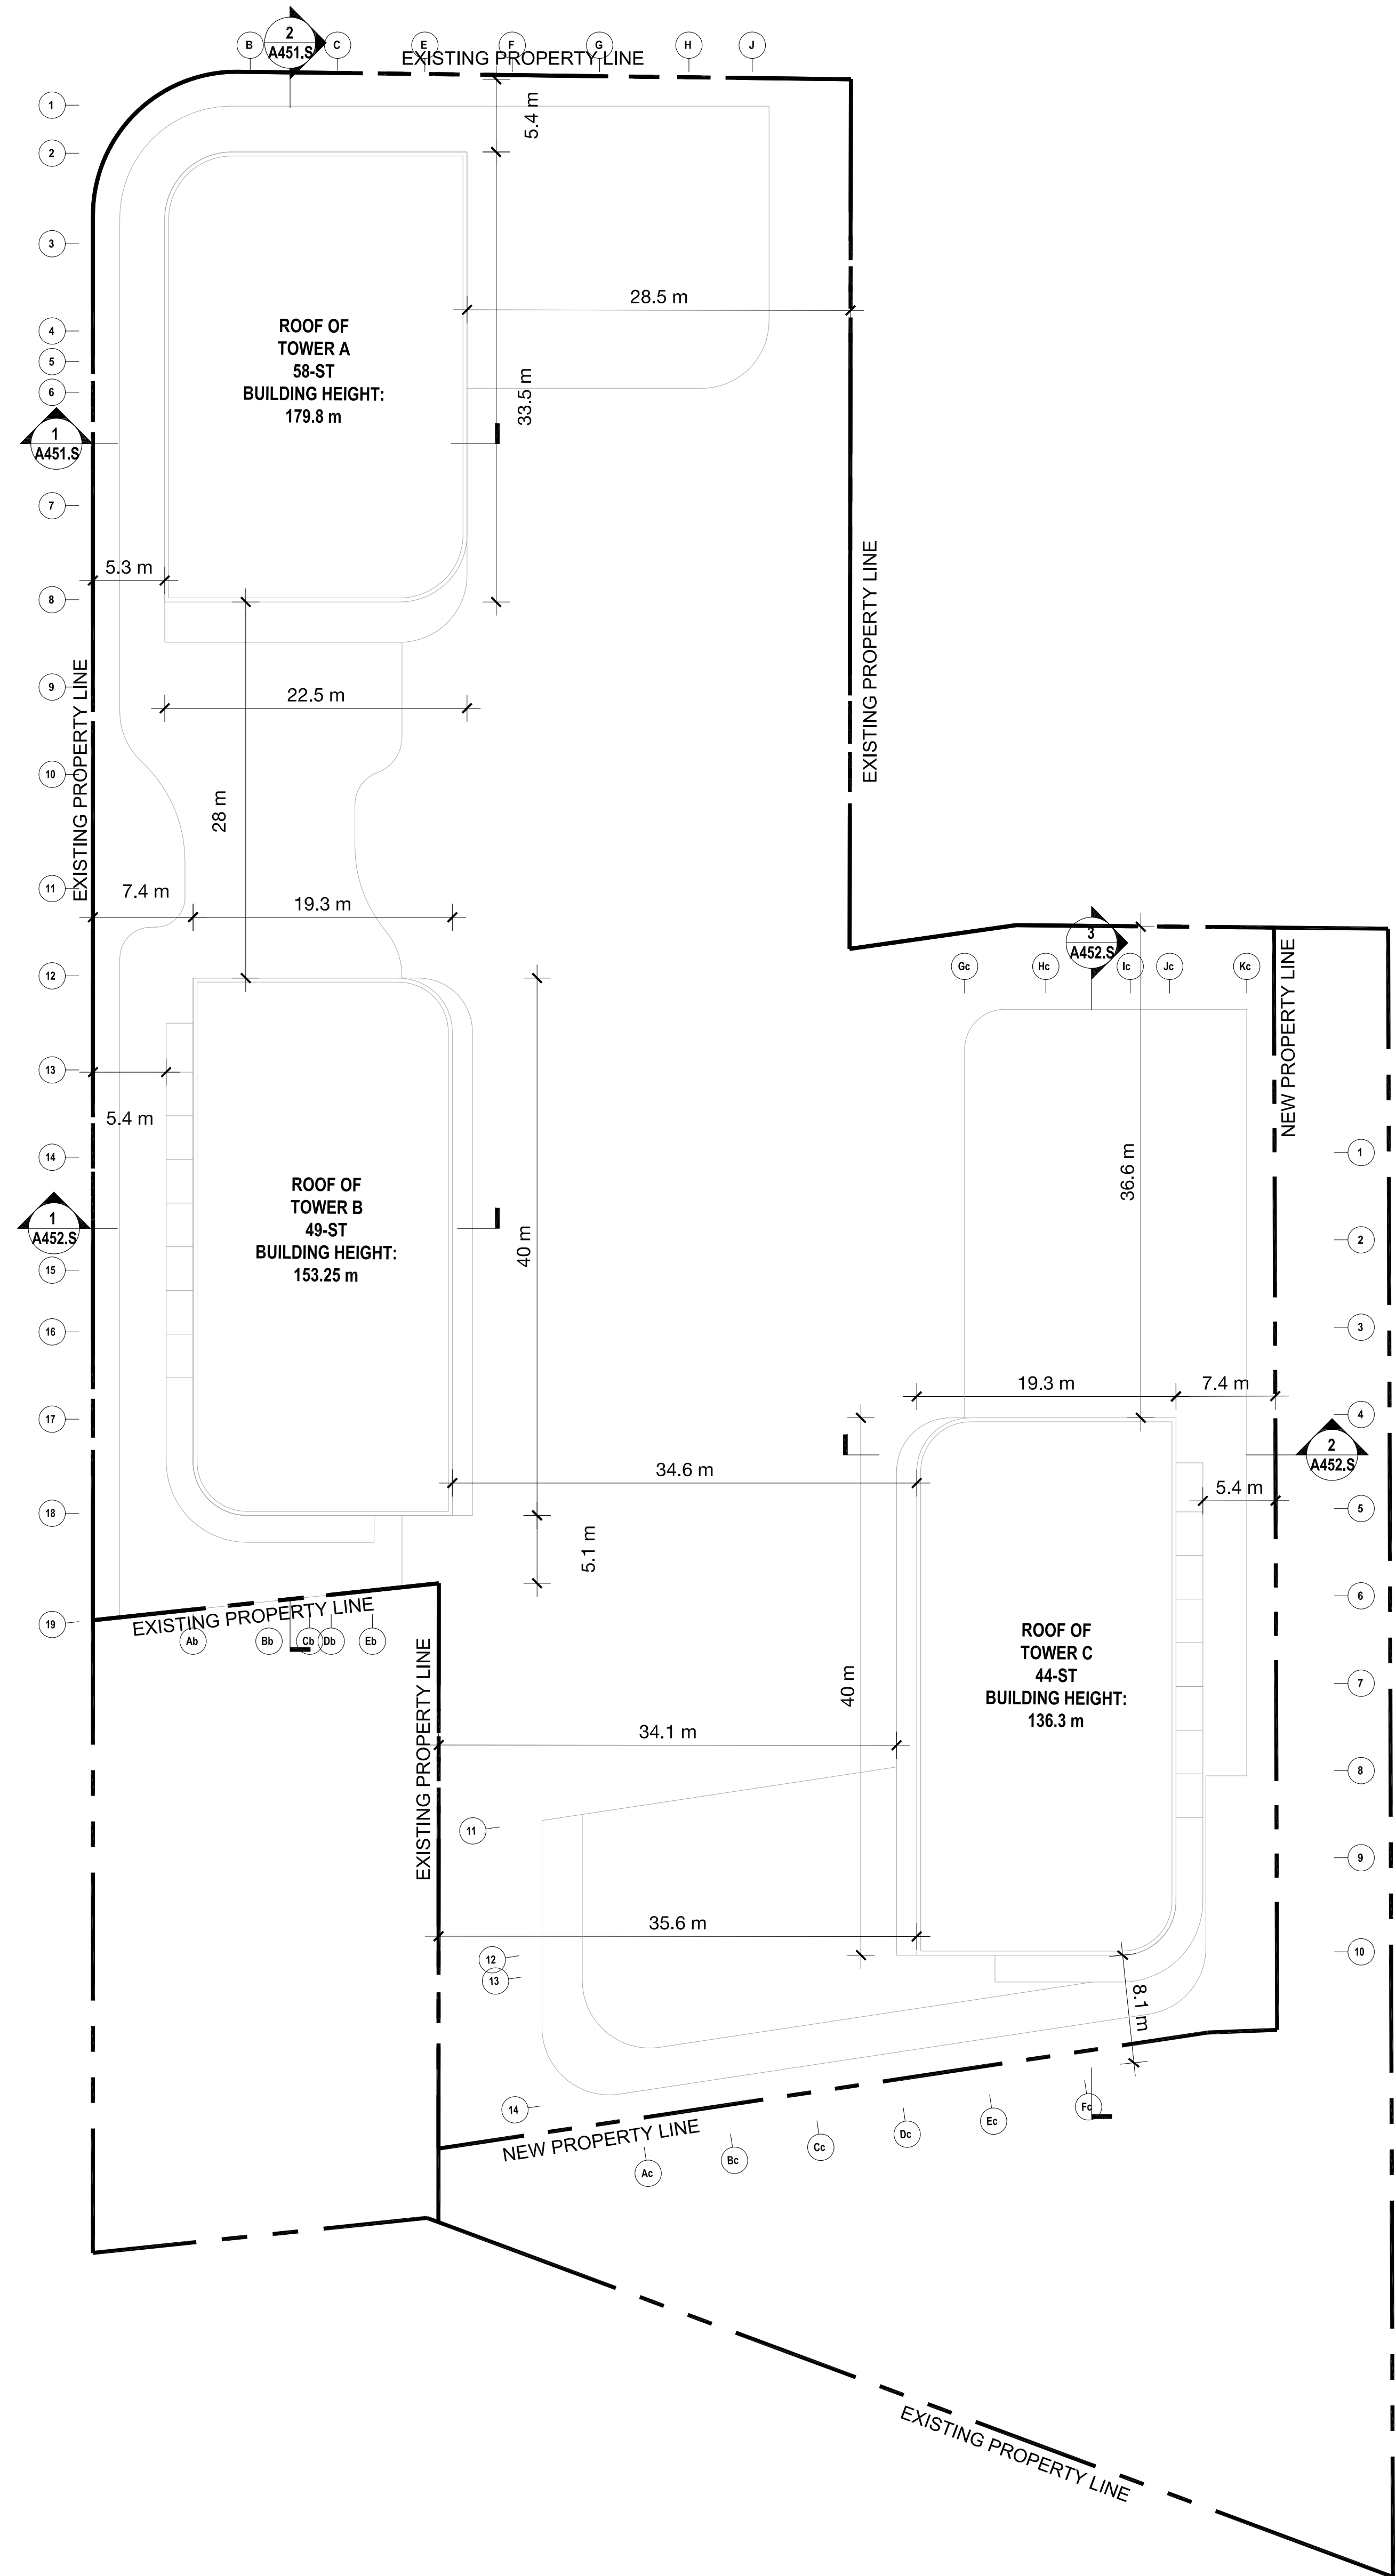 2
A451.S
B
C
E
F
G
H
J
EXISTING PROPERTY LINE
1
2
3
4
5
6
7
8
9
10
11
12
13
14
15
16
17
18
19
5.4 m
28.5 m
ROOF OF
TOWER A
58-ST
BUILDING HEIGHT:
179.8 m
33.5 m
1
A451.S
5.3 m
EXISTING PROPERTY LINE
EXISTING PROPERTY LINE
22.5 m
28 m
7.4 m
19.3 m
3
A452.S
Gc
Hc
Ic
Jc
Kc
NEW PROPERTY LINE
5.4 m
36.6 m
ROOF OF
TOWER B
49-ST
BUILDING HEIGHT:
153.25 m
1
A452.S
40 m
1
2
3
4
5
6
7
8
9
10
19.3 m
7.4 m
2
A452.S
34.6 m
5.4 m
5.1 m
EXISTING PROPERTY LINE
Ab
Bb
Cb
Db
Eb
EXISTING PROPERTY LINE
ROOF OF
TOWER C
44-ST
BUILDING HEIGHT:
136.3 m
40 m
34.1 m
11
35.6 m
12
13
8.1 m
14
NEW PROPERTY LINE
Ac
Bc
Cc
Dc
Ec
Fc
EXISTING PROPERTY LINE